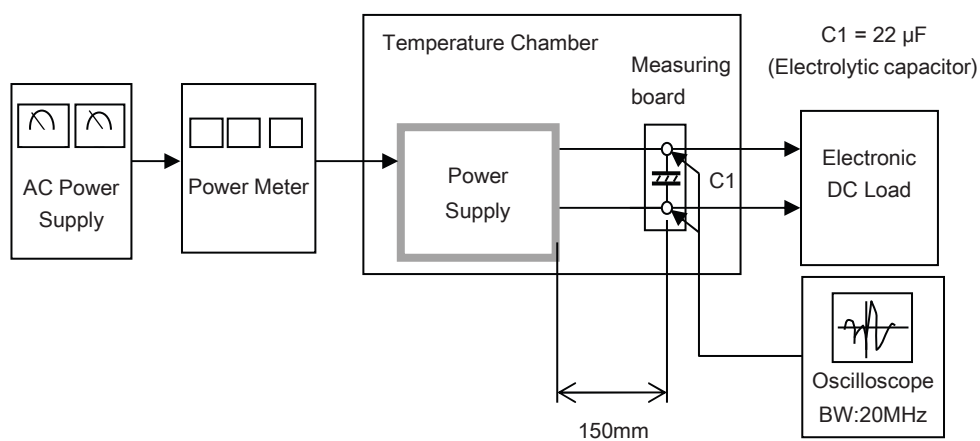 Temperature Chamber
C1 = 22 µF
(Electrolytic capacitor)
Measuring
board
AC Power
Supply
Power Meter
Power
Supply
C1
Electronic
DC Load
Oscilloscope
BW:20MHz
150mm